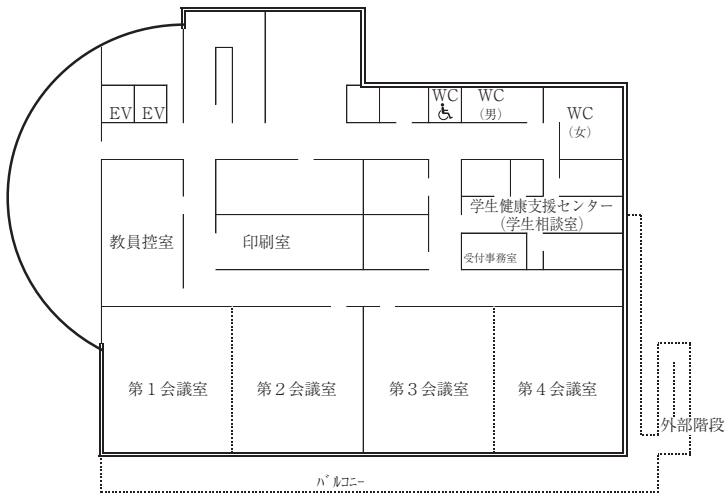 WC
WC
（男）
WC
（女）
EV
EV
学生健康支援センター
（学生相談室）
教員控室
印刷室
受付事務室
第１会議室
第２会議室
第３会議室
第４会議室
外部階段
ﾊﾞﾙｺﾆｰ